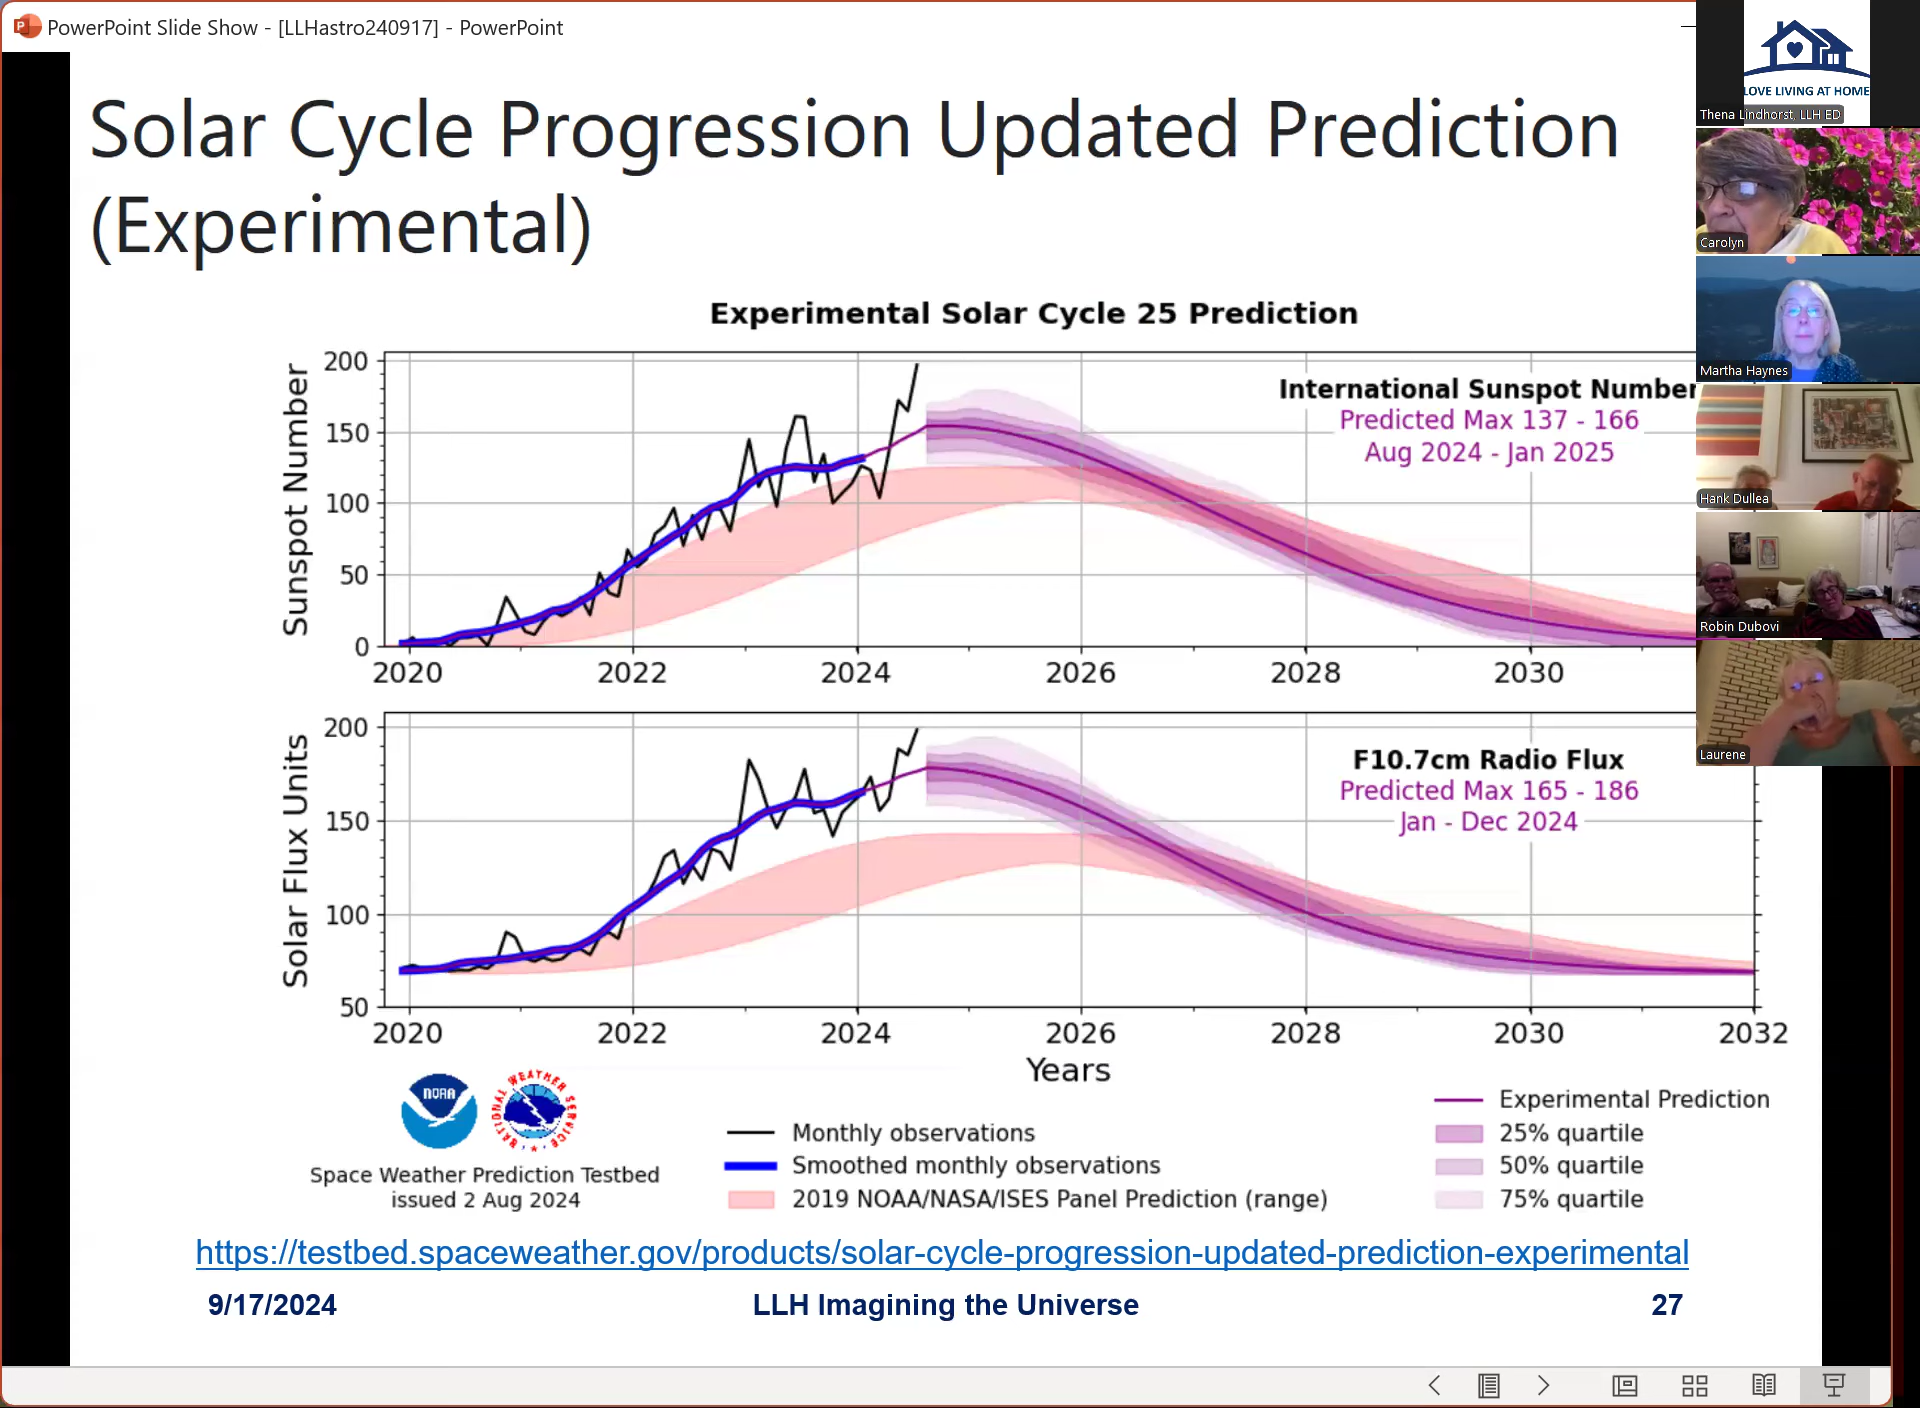 PowerPoint Slide Show - [LLHastro240917] - PowerPoint
LOVE LIVING AT HOME
Thena Lindhorst, LLH ED
Carolyn
Martha Haynes
Hank Dullea
Robin Dubovi
Laurene
Solar Cycle Progression Updated Prediction
(Experimental)
Experimental Solar Cycle 25 Prediction
Sunspot Number
200
150
100
50
0
International Sunspot Number
Predicted Max 137 - 166
Aug 2024 - Jan 2025
2020 2022 2024 2026 2028 2030
Solar Flux Units
200
150
100
50
F10.7cm Radio Flux
Predicted Max 165 - 186
Jan - Dec 2024
2020 2022 2024 2026 2028 2030 2032
Years
NOAA
NATIONAL WEATHER SERVICE
Space Weather Prediction Testbed
issued 2 Aug 2024
Monthly observations
Smoothed monthly observations
2019 NOAA/NASA/ISES Panel Prediction (range)
Experimental Prediction
25% quartile
50% quartile
75% quartile
https://testbed.spaceweather.gov/products/solar-cycle-progression-updated-prediction-experimental
9/17/2024 LLH Imagining the Universe 27